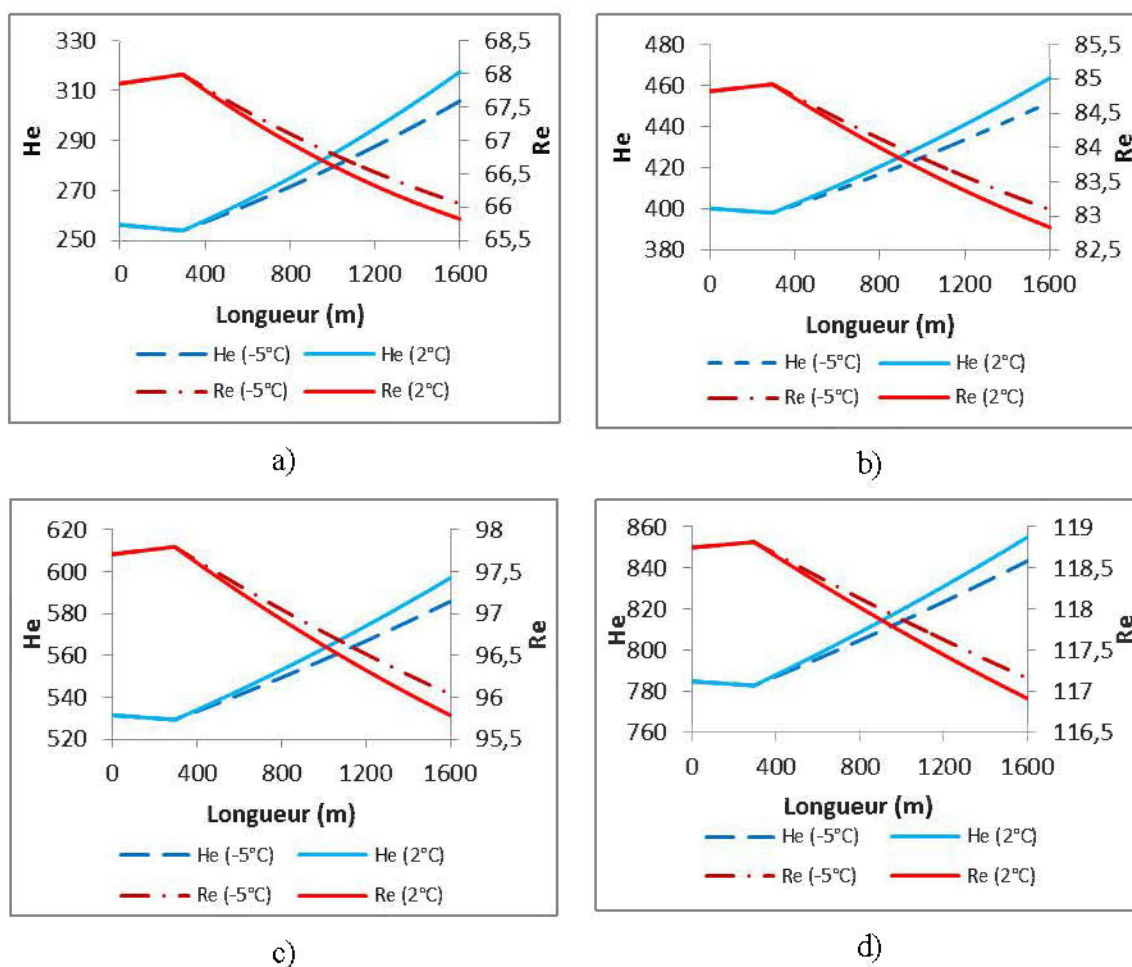 330
310
290
270
250
He
68,5
68
67,5
67
66,5
66
65,5
Re
0 400 800 1200 1600
Longueur (m)
He (-5°C) He (2°C)
Re (-5°C) Re (2°C)
a)
480
460
440
420
400
380
He
85,5
85
84,5
84
83,5
83
82,5
Re
0 400 800 1200 1600
Longueur (m)
He (-5°C) He (2°C)
Re (-5°C) Re (2°C)
b)
620
600
580
560
540
520
He
98
97,5
97
96,5
96
95,5
Re
0 400 800 1200 1600
Longueur (m)
He (-5°C) He (2°C)
Re (-5°C) Re (2°C)
c)
860
840
820
800
780
760
He
119
118,5
118
117,5
117
116,5
Re
0 400 800 1200 1600
Longueur (m)
He (-5°C) He (2°C)
Re (-5°C) Re (2°C)
d)